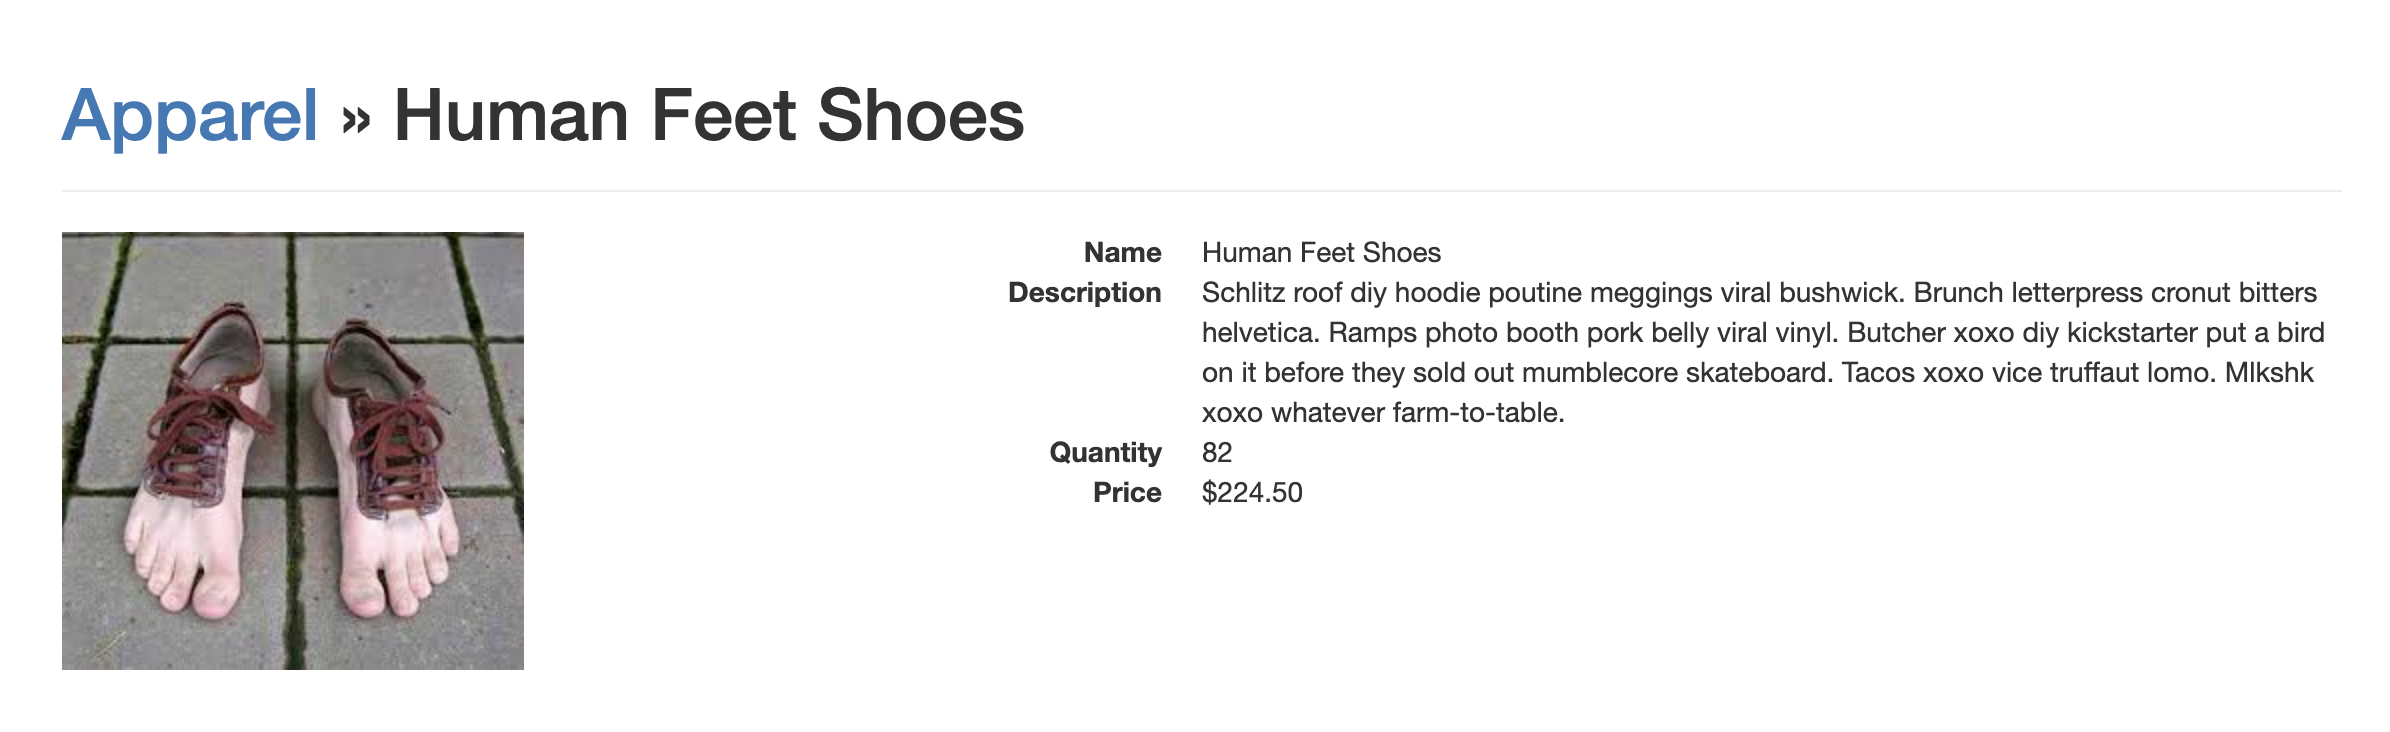 Apparel » Human Feet Shoes
Name Human Feet Shoes
Description Schlitz roof diy hoodie poutine meggings viral bushwick. Brunch letterpress cronut bitters
helvetica. Ramps photo booth pork belly viral vinyl. Butcher xoxo diy kickstarter put a bird
on it before they sold out mumblecore skateboard. Tacos xoxo vice truffaut lomo. Mlkshk
xoxo whatever farm-to-table.
Quantity 82
Price $224.50